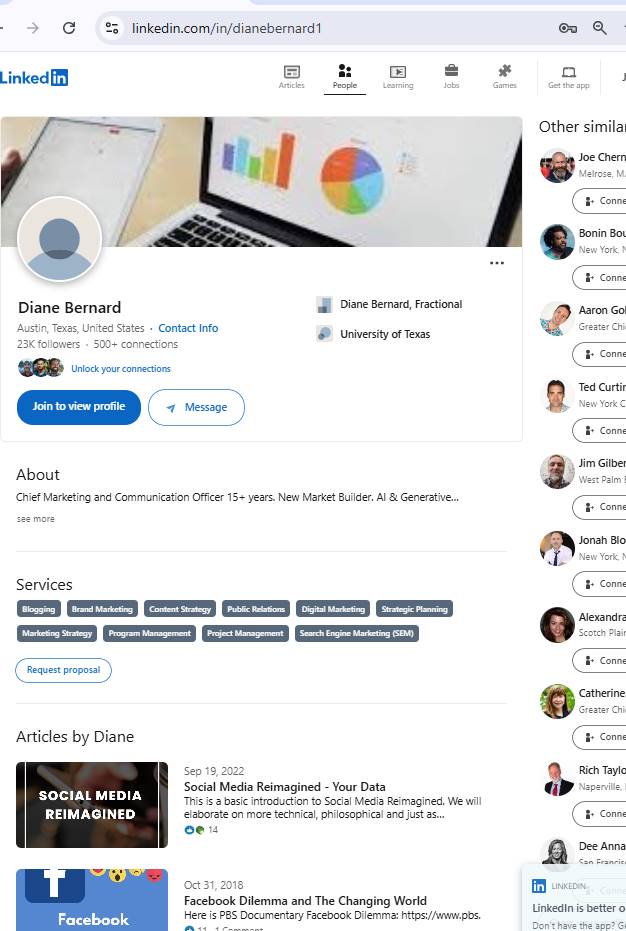 linkedin.com/in/dianebernard1
Linkedin
Articles
People
Learning
Jobs
Games
Get the app
Diane Bernard
Austin, Texas, United States · Contact Info
23K followers · 500+ connections
Unlock your connections
Join to view profile
Message
Diane Bernard, Fractional
University of Texas
About
Chief Marketing and Communication Officer 15+ years. New Market Builder. AI & Generative...
see more
Services
Blogging Brand Marketing Content Strategy Public Relations Digital Marketing Strategic Planning
Marketing Strategy Program Management Project Management Search Engine Marketing (SEM)
Request proposal
Articles by Diane
SOCIAL MEDIA
REIMAGINED
Sep 19, 2022
Social Media Reimagined - Your Data
This is a basic introduction to Social Media Reimagined. We will
elaborate on more technical, philosophical and just as...
14
f
Facebook
Oct 31, 2018
Facebook Dilemma and The Changing World
Here is PBS Documentary Facebook Dilemma: https://www.pbs.
11 · 1 Comment
Other similar
Joe Chern
Melrose, M
Conne
Bonin Bou
New York, N
Conne
Aaron Gol
Greater Chi
Conne
Ted Curtin
New York C
Conne
Jim Gilber
West Palm B
Conne
Jonah Blo
New York, N
Conne
Alexandra
Scotch Plain
Conne
Catherine
Greater Chi
Conne
Rich Taylo
Naperville, I
Conne
Dee Anna
San Francisc
Conne
in LINKEDIN
LinkedIn is better o
Don't have the app? Ge